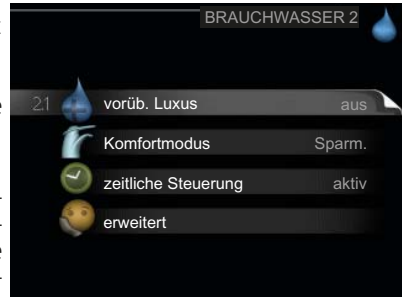 BRAUCHWASSER 2
2.1 vorüb. Luxus aus
Komfortmodus Sparm.
zeitliche Steuerung aktiv
erweitert